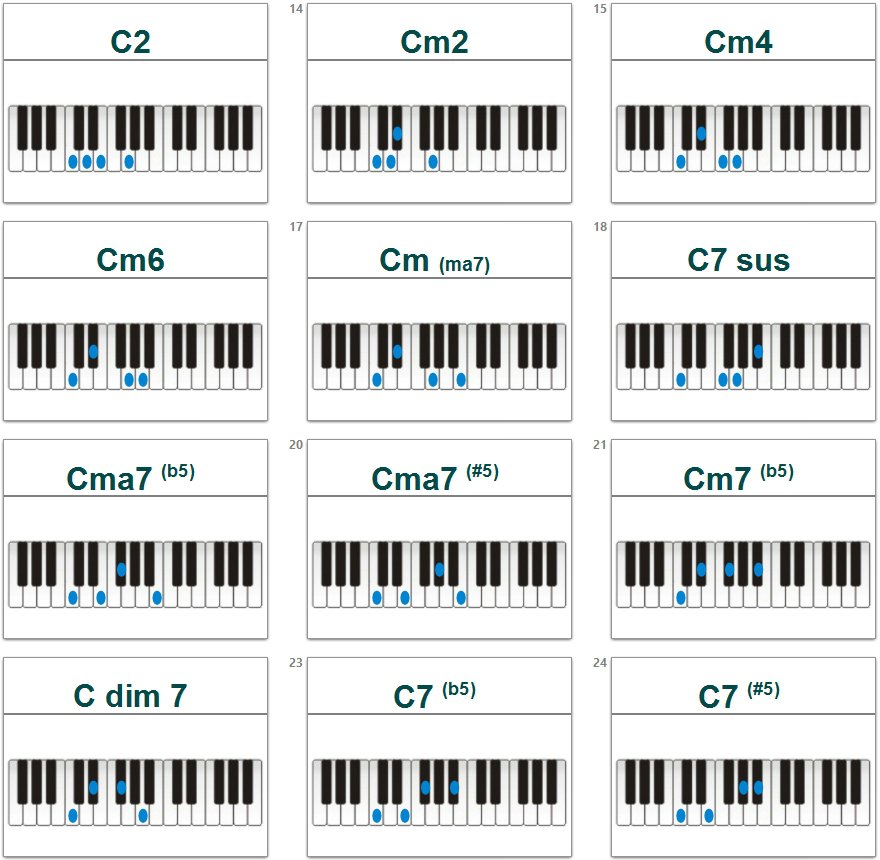 C2
14
Cm2
15
Cm4
Cm6
17
Cm (ma7)
18
C7 sus
Cma7 (b5)
20
Cma7 (#5)
21
Cm7 (b5)
C dim 7
23
C7 (b5)
24
C7 (#5)